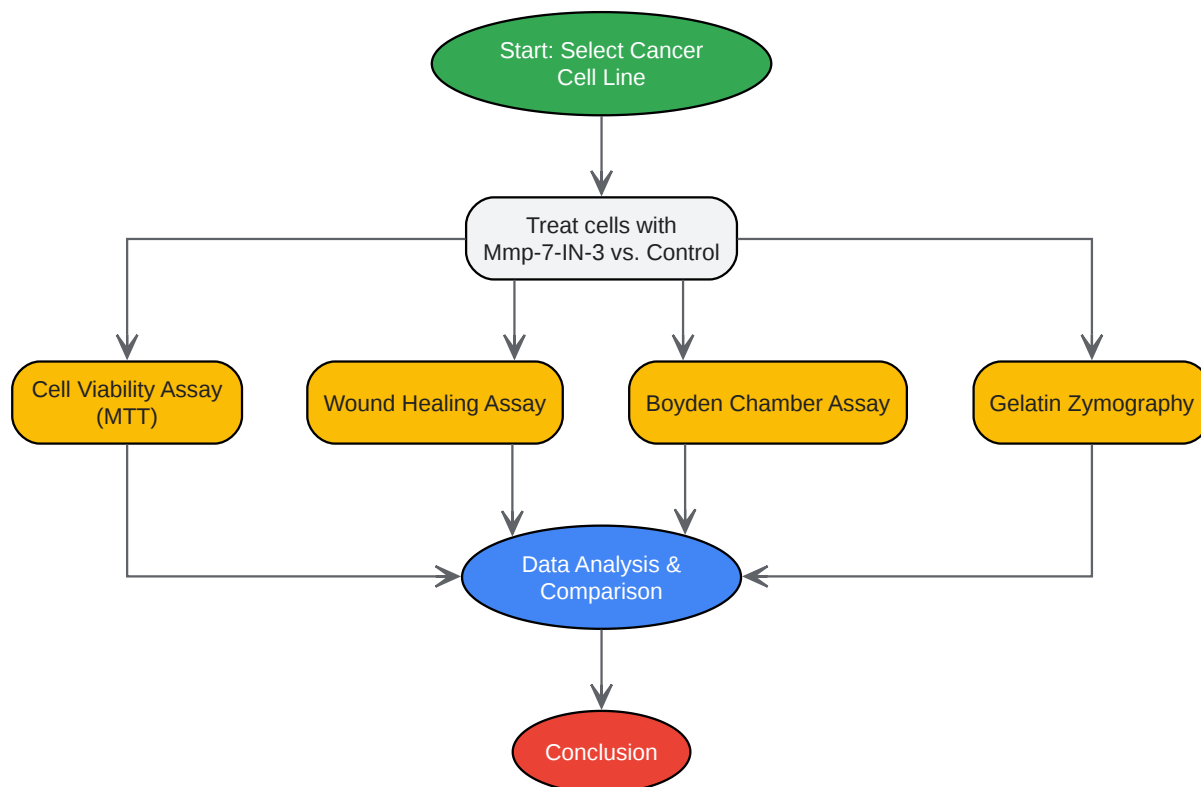 Start: Select Cancer
Cell Line
Treat cells with
Mmp-7-IN-3 vs. Control
Cell Viability Assay
(MTT)
Wound Healing Assay
Boyden Chamber Assay
Gelatin Zymography
Data Analysis &
Comparison
Conclusion